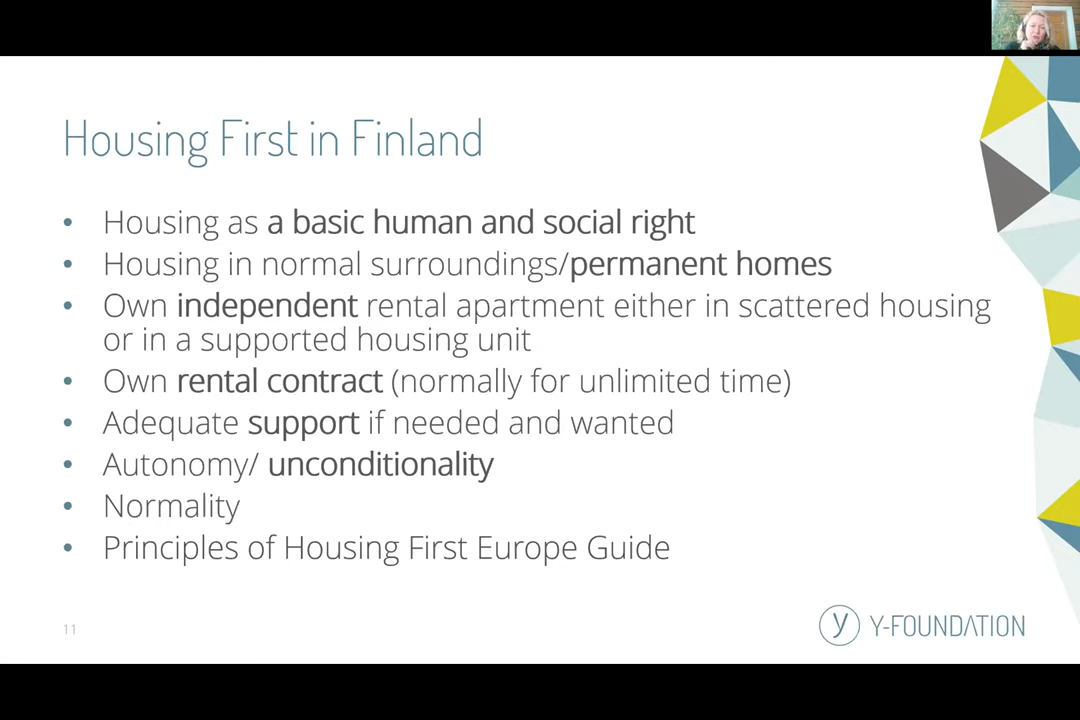 Housing First in Finland
• Housing as a basic human and social right
• Housing in normal surroundings/permanent homes
• Own independent rental apartment either in scattered housing
or in a supported housing unit
• Own rental contract (normally for unlimited time)
• Adequate support if needed and wanted
• Autonomy/ unconditionality
• Normality
• Principles of Housing First Europe Guide
11
y Y-FOUNDATION